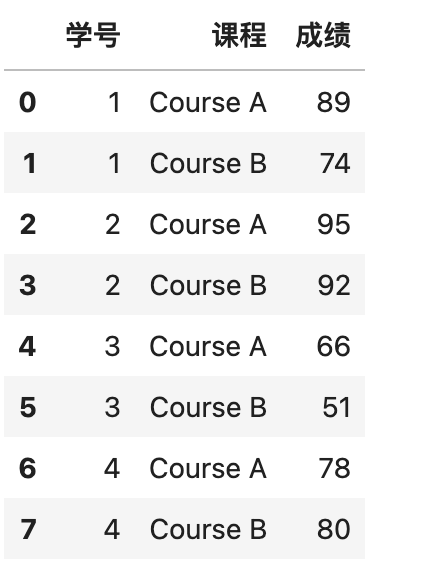 学号 课程 成绩
0 1 Course A 89
1 1 Course B 74
2 2 Course A 95
3 2 Course B 92
4 3 Course A 66
5 3 Course B 51
6 4 Course A 78
7 4 Course B 80